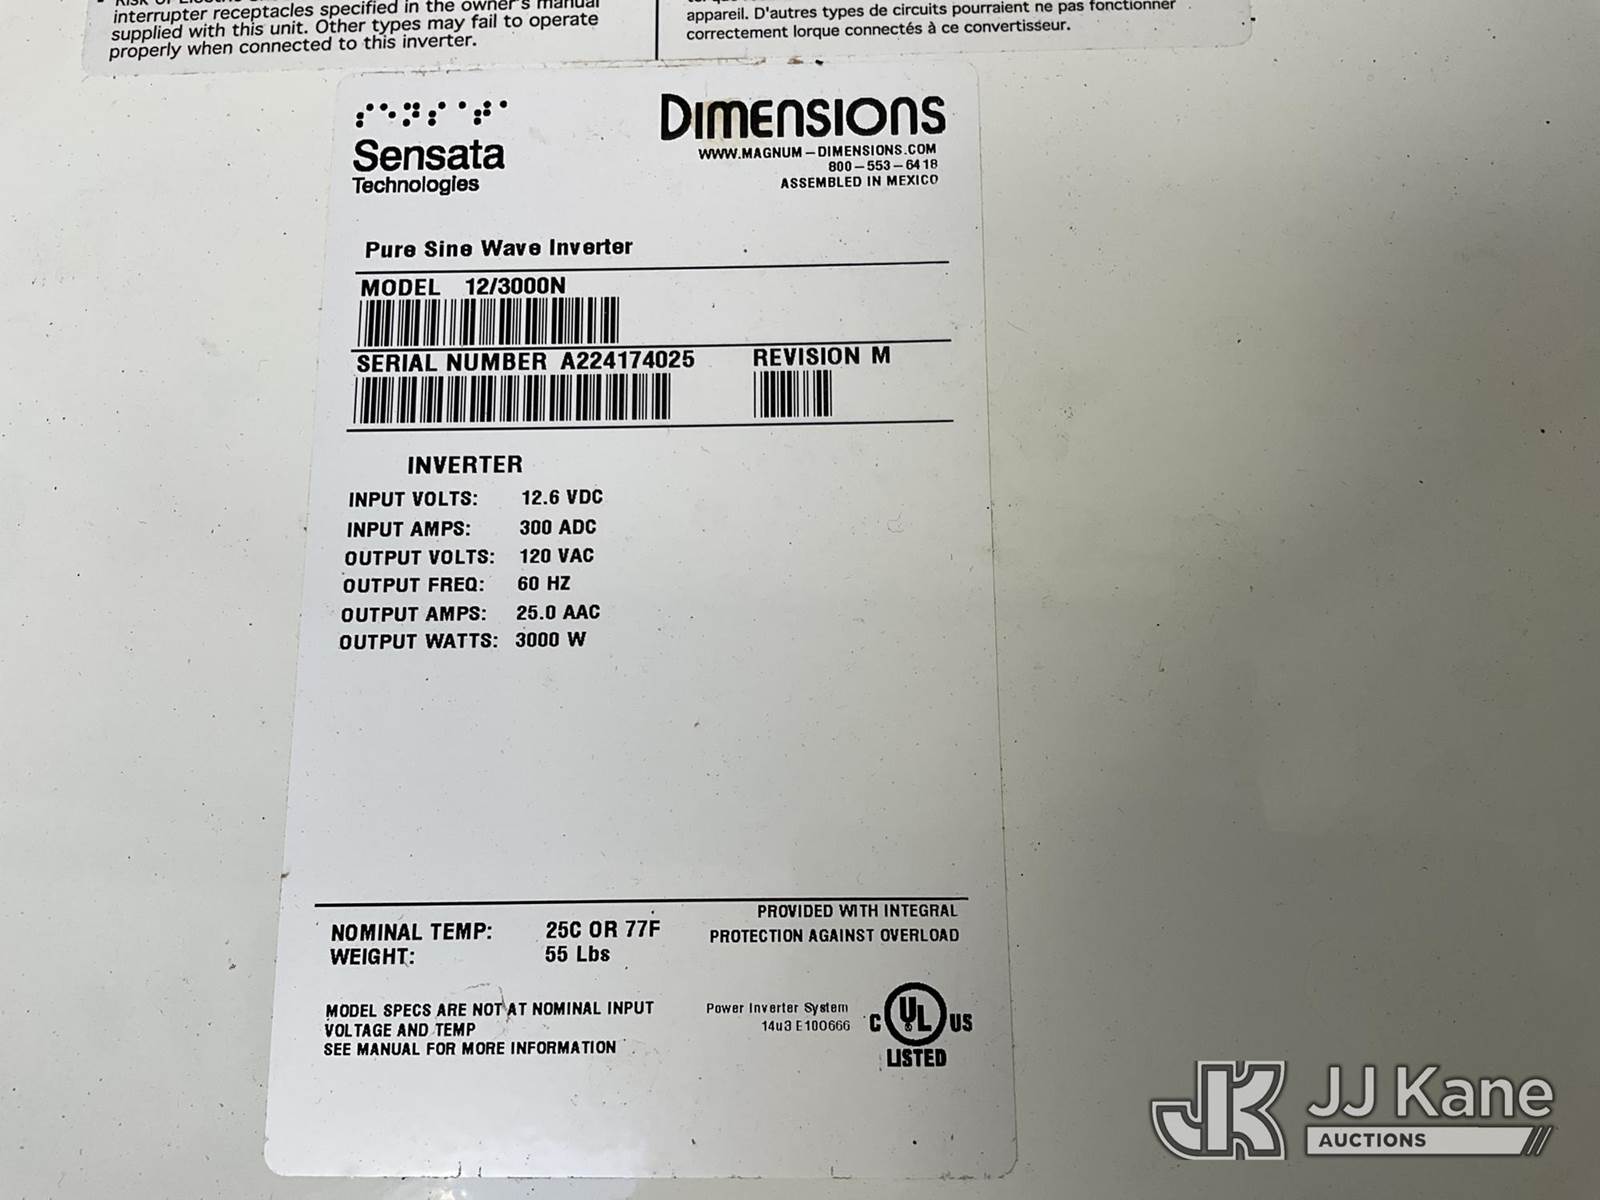 interrupter receptacles specified in the owner's manual
supplied with this unit. Other types may fail to operate
properly when connected to this inverter.
appareil. D'autres types de circuits pourraient ne pas fonctionner
correctement lorque connectés à ce convertisseur.
Sensata
Technologies
DIMENSIONS
WWW.MAGNUM-DIMENSIONS.COM
800-553-6418
ASSEMBLED IN MEXICO
Pure Sine Wave Inverter
MODEL 12/3000N
SERIAL NUMBER A224174025 REVISION M
INVERTER
INPUT VOLTS: 12.6 VDC
INPUT AMPS: 300 ADC
OUTPUT VOLTS: 120 VAC
OUTPUT FREQ: 60 HZ
OUTPUT AMPS: 25.0 AAC
OUTPUT WATTS: 3000 W
NOMINAL TEMP: 25C OR 77F
WEIGHT: 55 Lbs
PROVIDED WITH INTEGRAL
PROTECTION AGAINST OVERLOAD
MODEL SPECS ARE NOT AT NOMINAL INPUT
VOLTAGE AND TEMP
SEE MANUAL FOR MORE INFORMATION
Power Inverter System
14u3 E100666
C UL US
LISTED
JK JJ Kane
AUCTIONS